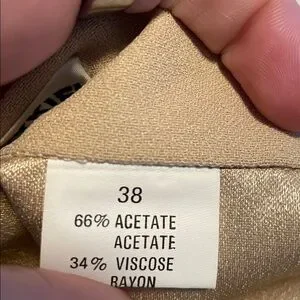 38
66% ACETATE
ACETATE
34% VISCOSE
RAYON